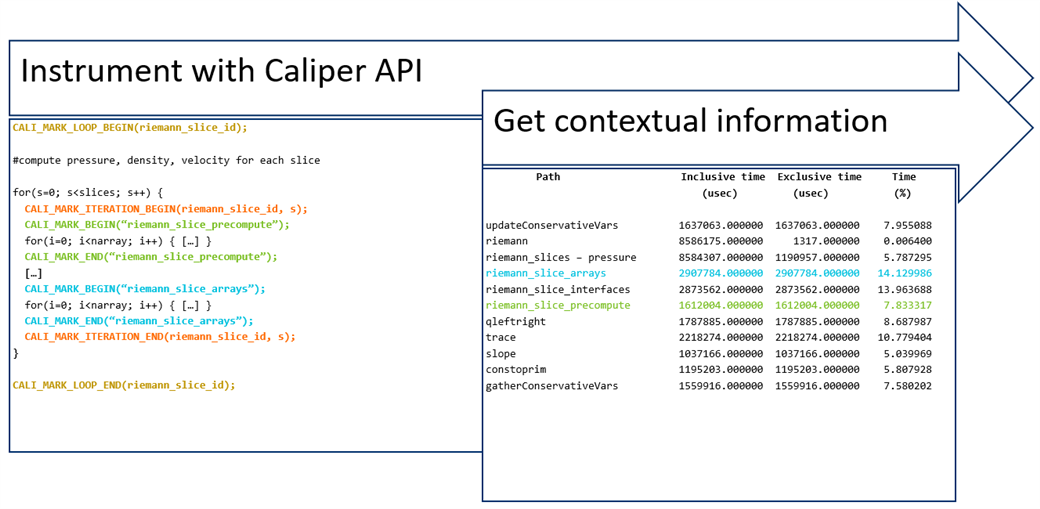 Instrument with Caliper API
CALI_MARK_LOOP_BEGIN(riemann_slice_id);
#compute pressure, density, velocity for each slice
for(s=0; s<slices; s++) {
CALI_MARK_ITERATION_BEGIN(riemann_slice_id, s);
CALI_MARK_BEGIN(“riemann_slice_precompute”);
for(i=0; i<narray; i++) { […] }
CALI_MARK_END(“riemann_slice_precompute”);
[…]
CALI_MARK_BEGIN(“riemann_slice_arrays”);
for(i=0; i<narray; i++) { […] }
CALI_MARK_END(“riemann_slice_arrays”);
CALI_MARK_ITERATION_END(riemann_slice_id, s);
}
CALI_MARK_LOOP_END(riemann_slice_id);
Get contextual information
Path Inclusive time Exclusive time Time
(usec) (usec) (%)
updateConservativeVars 1637063.000000 1637063.000000 7.955088
riemann 8586175.000000 1317.000000 0.006400
riemann_slices – pressure 8584307.000000 1190957.000000 5.787295
riemann_slice_arrays 2907784.000000 2907784.000000 14.129986
riemann_slice_interfaces 2873562.000000 2873562.000000 13.963688
riemann_slice_precompute 1612004.000000 1612004.000000 7.833317
qleftright 1787885.000000 1787885.000000 8.687987
trace 2218274.000000 2218274.000000 10.779404
slope 1037166.000000 1037166.000000 5.039969
constoprim 1195203.000000 1195203.000000 5.807928
gatherConservativeVars 1559916.000000 1559916.000000 7.580202